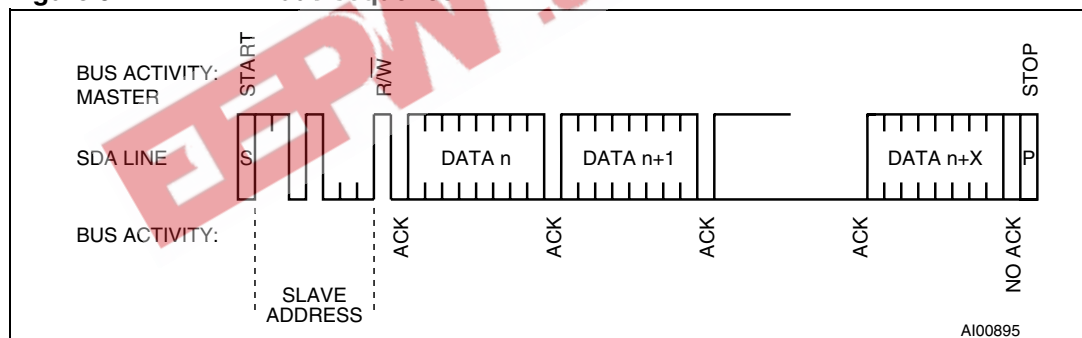 BUS ACTIVITY:
MASTER
START
R/W
STOP
SDA LINE
S
DATA n
DATA n+1
DATA n+X
P
BUS ACTIVITY:
ACK
ACK
ACK
ACK
NO ACK
SLAVE
ADDRESS
AI00895
EEPW.